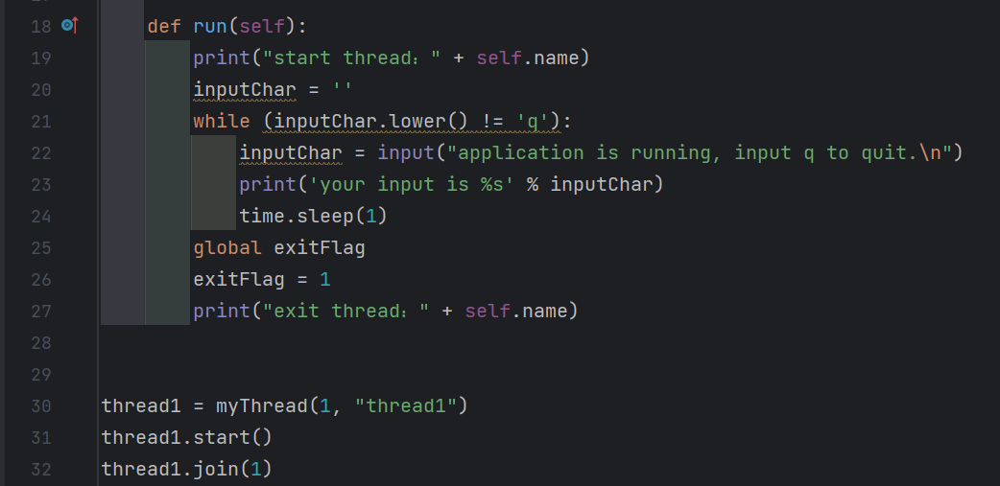 18 def run(self):
19 print("start thread：" + self.name)
20 inputChar = ''
21 while (inputChar.lower() != 'q'):
22 inputChar = input("application is running, input q to quit.\n")
23 print('your input is %s' % inputChar)
24 time.sleep(1)
25 global exitFlag
26 exitFlag = 1
27 print("exit thread：" + self.name)
28
29
30 thread1 = myThread(1, "thread1")
31 thread1.start()
32 thread1.join(1)